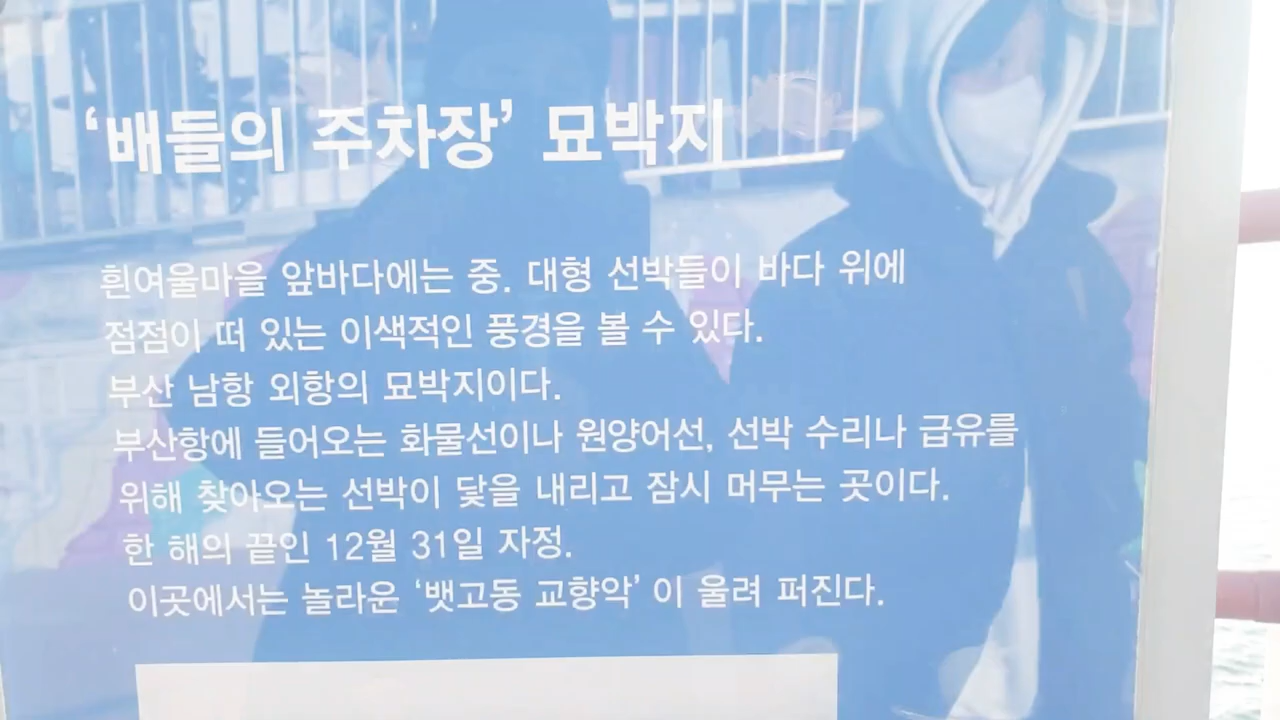 ‘배들의 주차장’ 묘박지
흰여울마을 앞바다에는 중. 대형 선박들이 바다 위에
점점이 떠 있는 이색적인 풍경을 볼 수 있다.
부산 남항 외항의 묘박지이다.
부산항에 들어오는 화물선이나 원양어선, 선박 수리나 급유를
위해 찾아오는 선박이 닻을 내리고 잠시 머무는 곳이다.
한 해의 끝인 12월 31일 자정.
이곳에서는 놀라운 ‘뱃고동 교향악’ 이 울려 퍼진다.